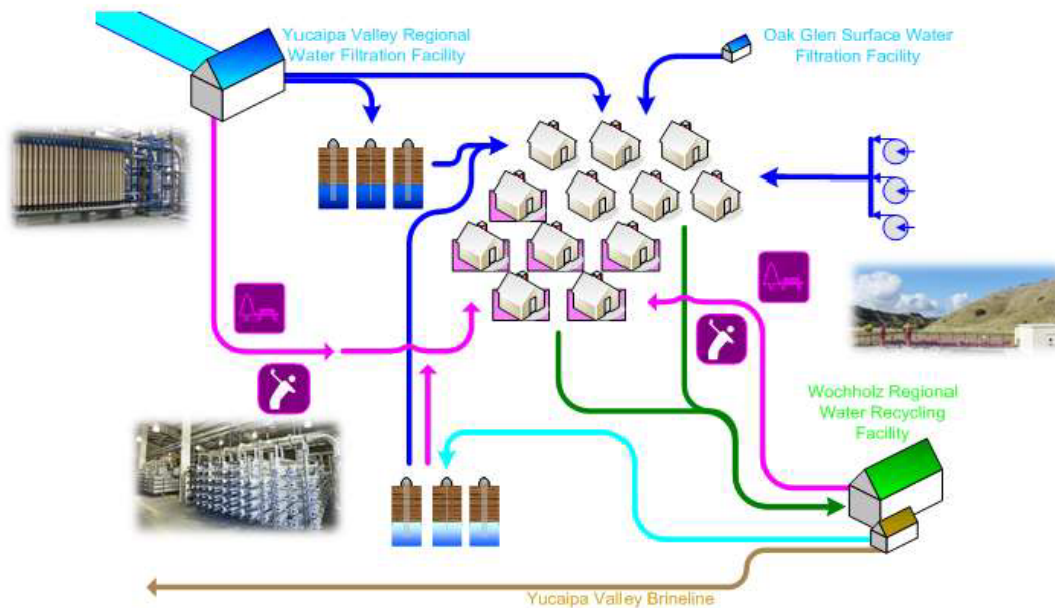 Yucaipa Valley Regional
Water Filtration Facility
Oak Glen Surface Water
Filtration Facility
Wochholz Regional
Water Recycling
Facility
Yucaipa Valley Brineline